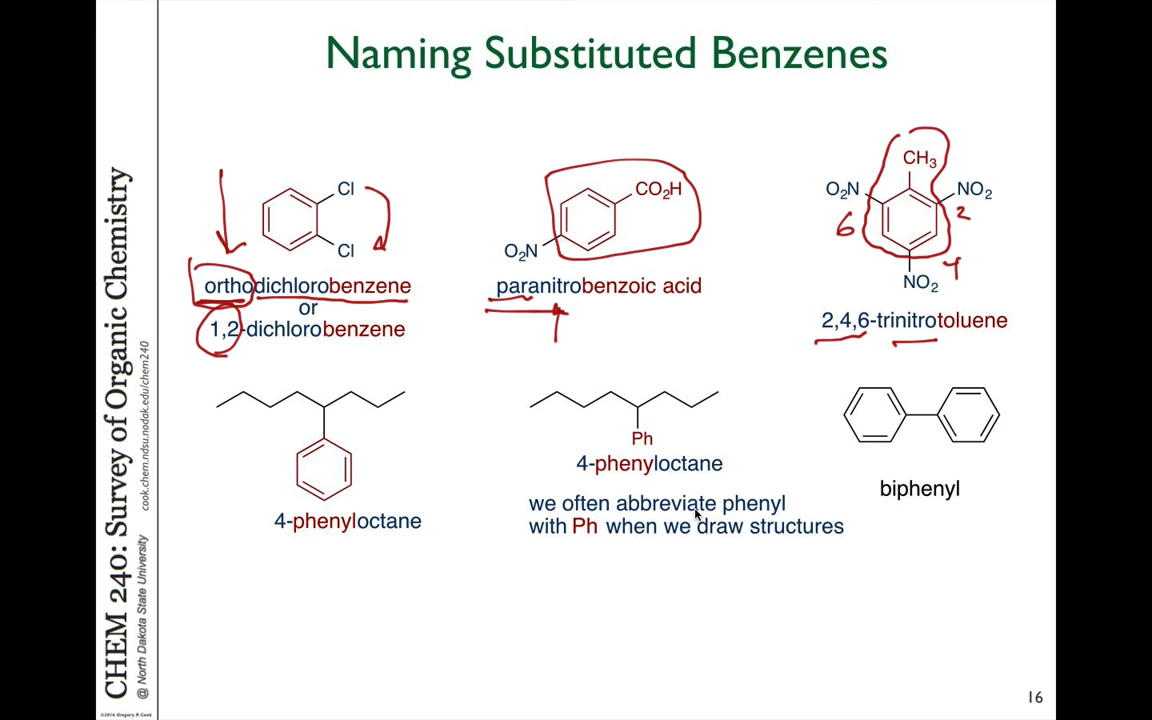 Naming Substituted Benzenes
CHEM 240: Survey of Organic Chemistry
@ North Dakota State University
cook.chem.ndsu.nodak.edu/chem240
©2016 Gregory P. Cook
Cl
Cl
orthodichlorobenzene
or
1,2-dichlorobenzene
CO₂H
O₂N
paranitrobenzoic acid
CH₃
O₂N
NO₂
6
2
4
NO₂
2,4,6-trinitrotoluene
4-phenyloctane
Ph
4-phenyloctane
we often abbreviate phenyl
with Ph when we draw structures
biphenyl
16